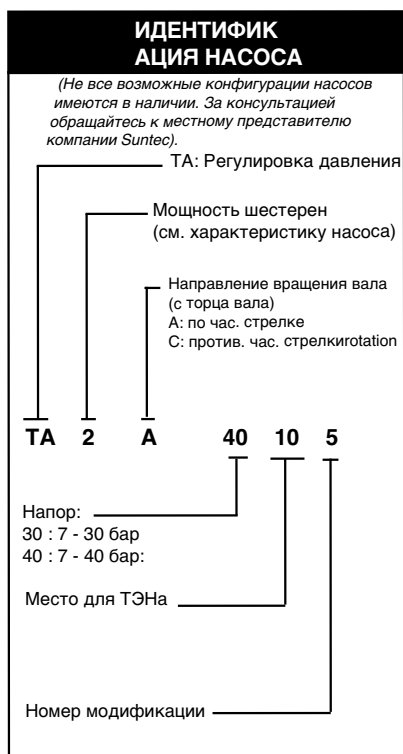 ИДЕНТИФИК
АЦИЯ НАСОСА
(Не все возможные конфигурации насосов
имеются в наличии. За консультацией
обращайтесь к местному представителю
компании Suntec).
TA: Регулировка давления
Мощность шестерен
(см. характеристику насоса)
Направление вращения вала
(с торца вала)
A: по час. стрелке
C: против. час. стрелкиrotation
TA 2 A 40 10 5
Напор:
30 : 7 - 30 бар
40 : 7 - 40 бар:
Место для ТЭНа
Номер модификации